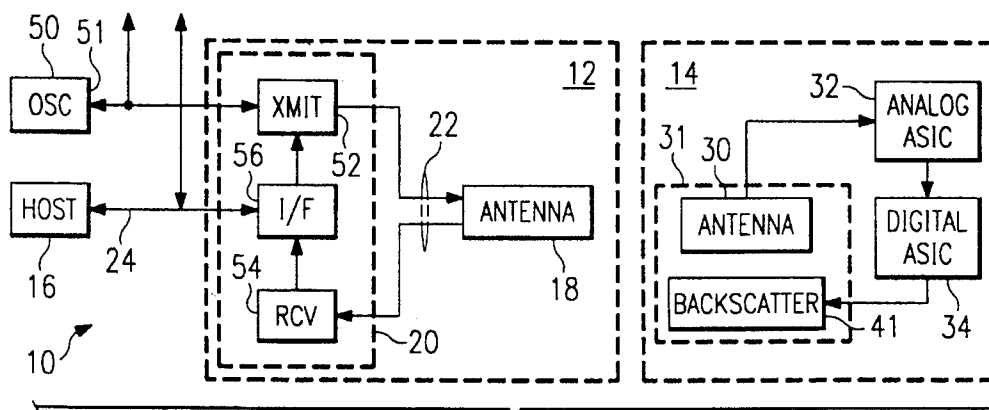 50
51
OSC
XMIT
52
12
14
32
ANALOG
ASIC
22
56
I/F
31
30
HOST
24
16
ANTENNA
18
ANTENNA
DIGITAL
ASIC
54
RCV
20
BACKSCATTER
41
34
10